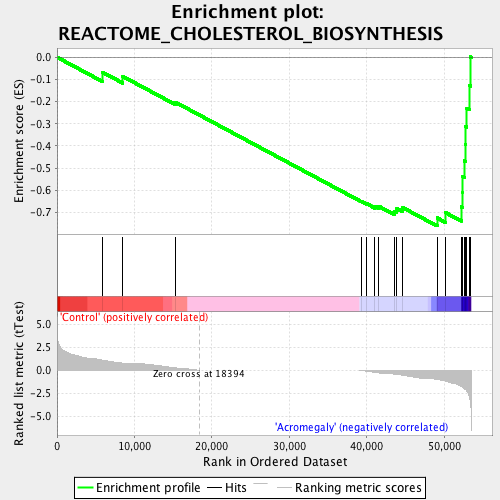 Enrichment plot:
REACTOME_CHOLESTEROL_BIOSYNTHESIS
Enrichment score (ES)
0.0
-0.1
-0.2
-0.3
-0.4
-0.5
-0.6
-0.7
Ranked list metric (tTest)
'Control' (positively correlated)
5.0
2.5
0.0
-2.5
-5.0
Zero cross at 18394
'Acromegaly' (negatively correlated)
0 10,000 20,000 30,000 40,000 50,000
Rank in Ordered Dataset
Enrichment profile Hits Ranking metric scores